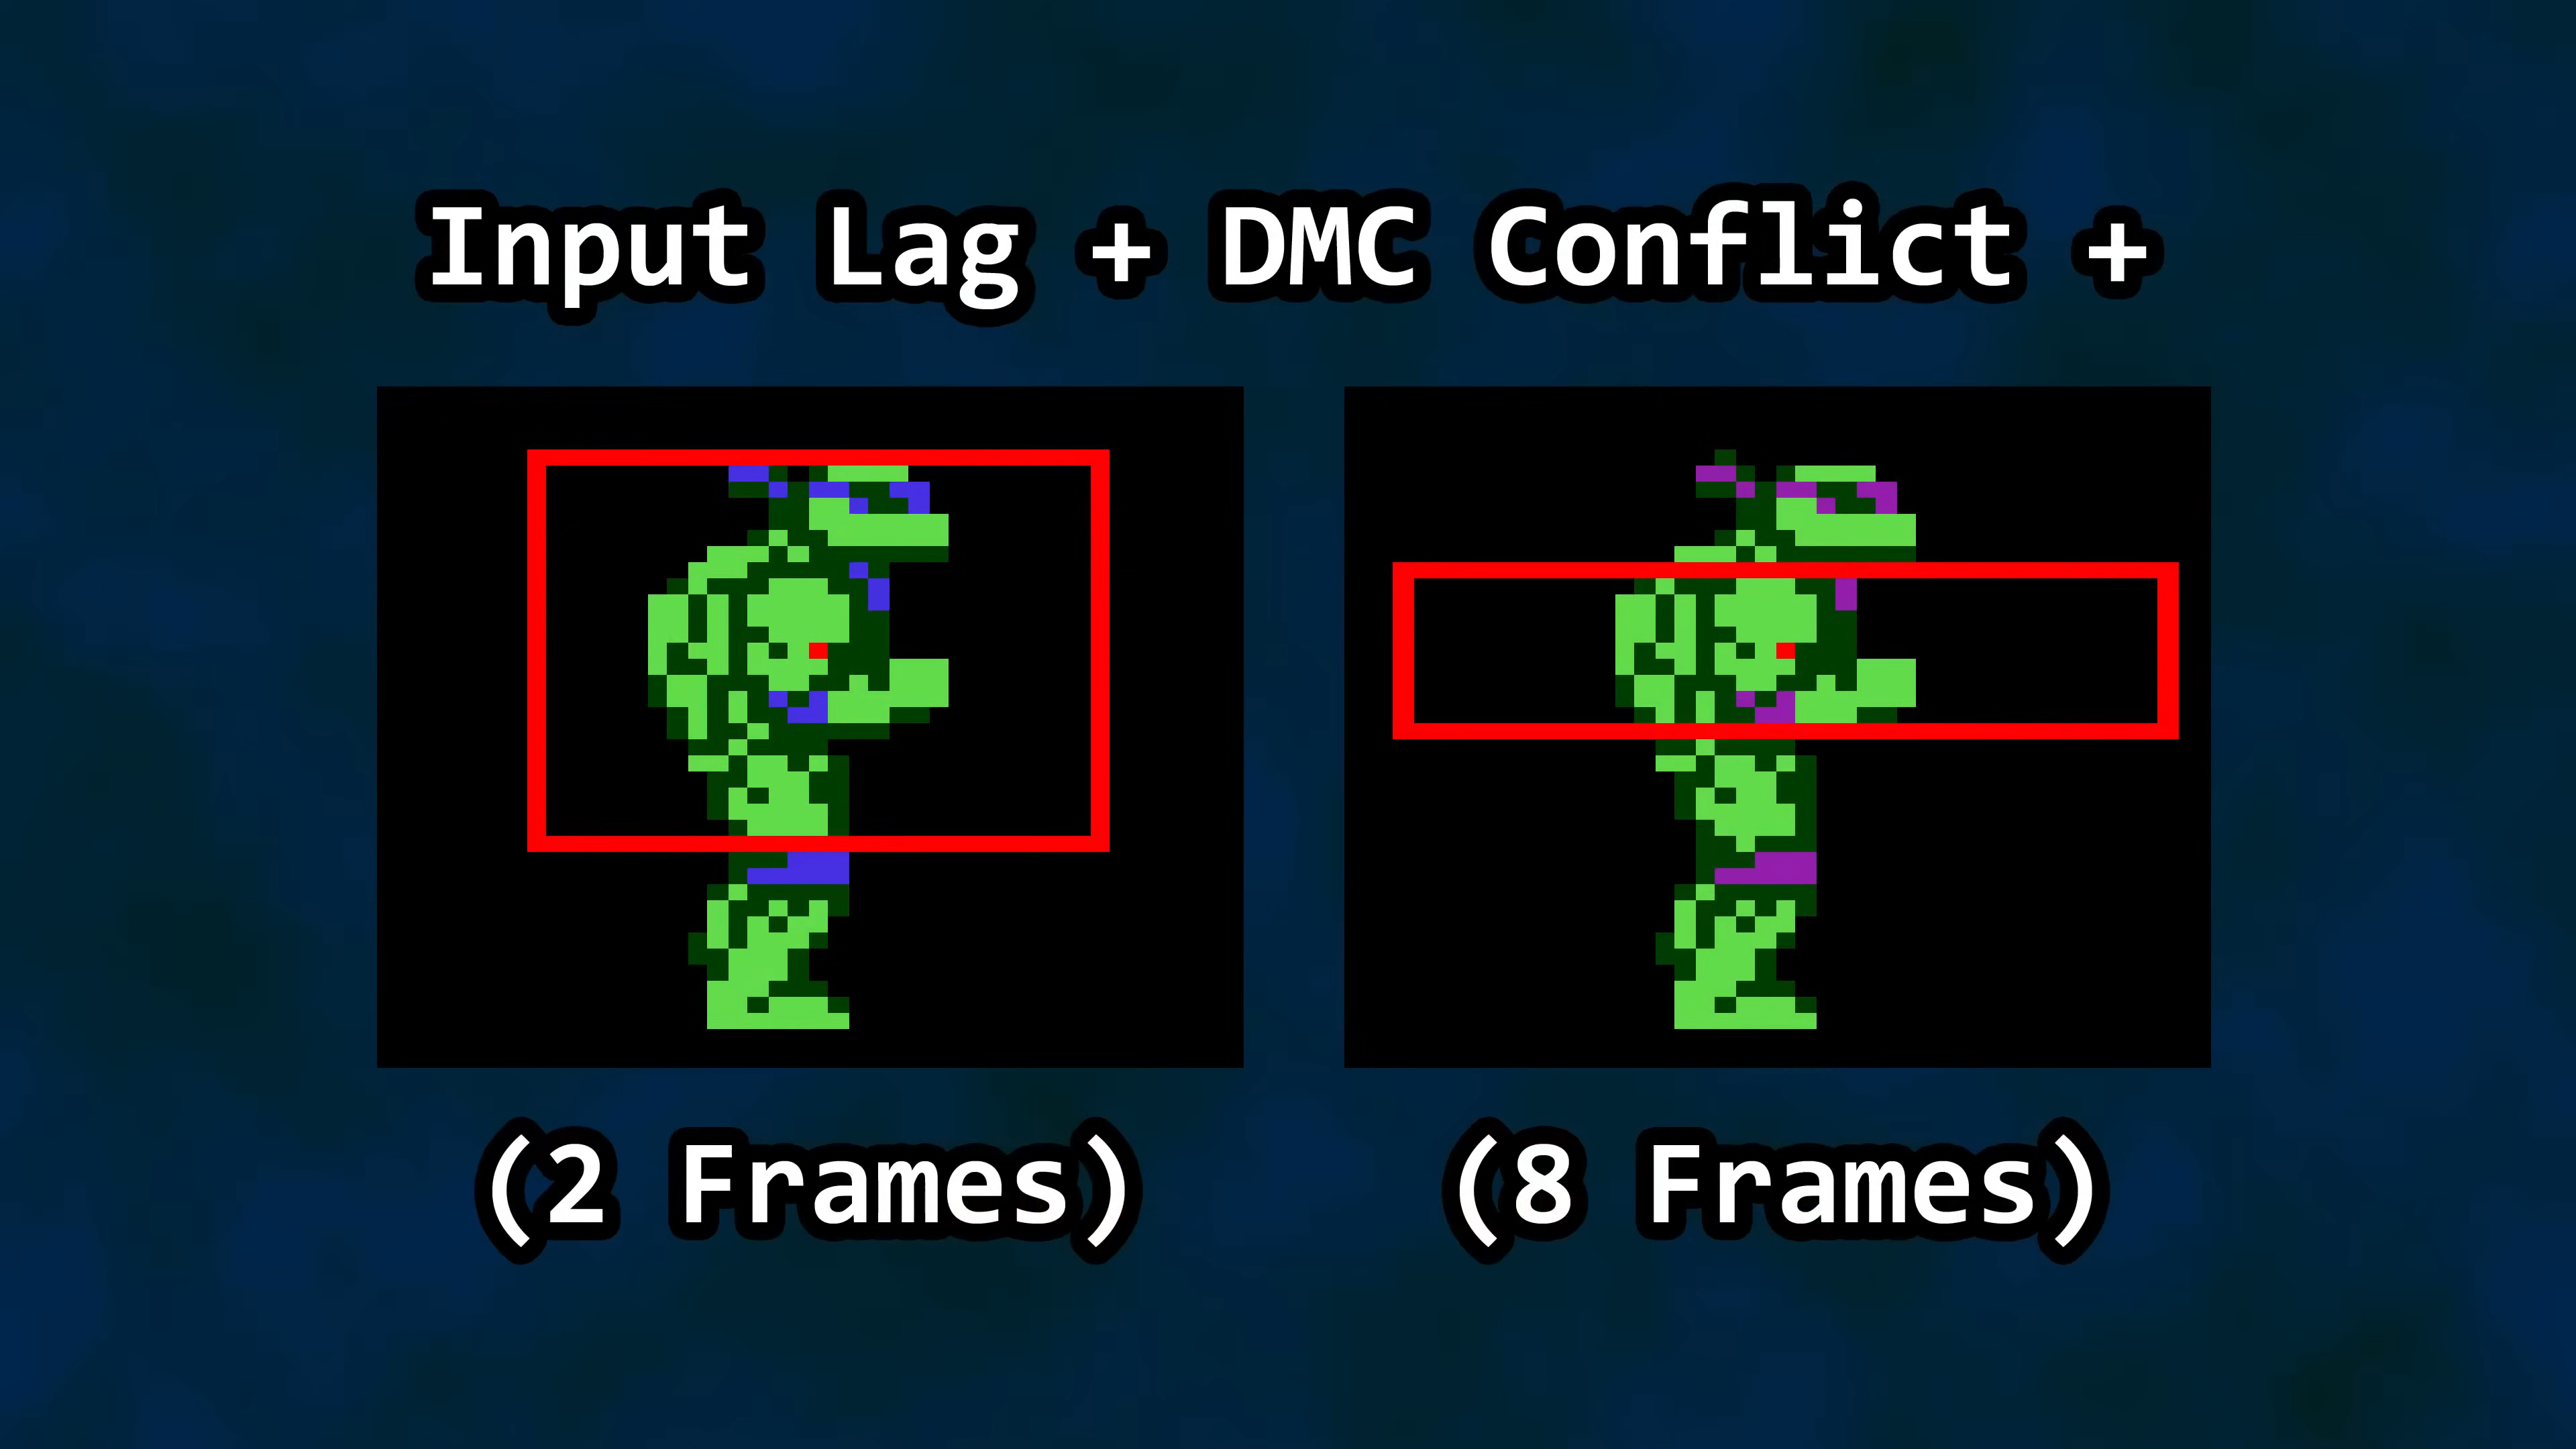 Input Lag + DMC Conflict +
(2 Frames)
(8 Frames)